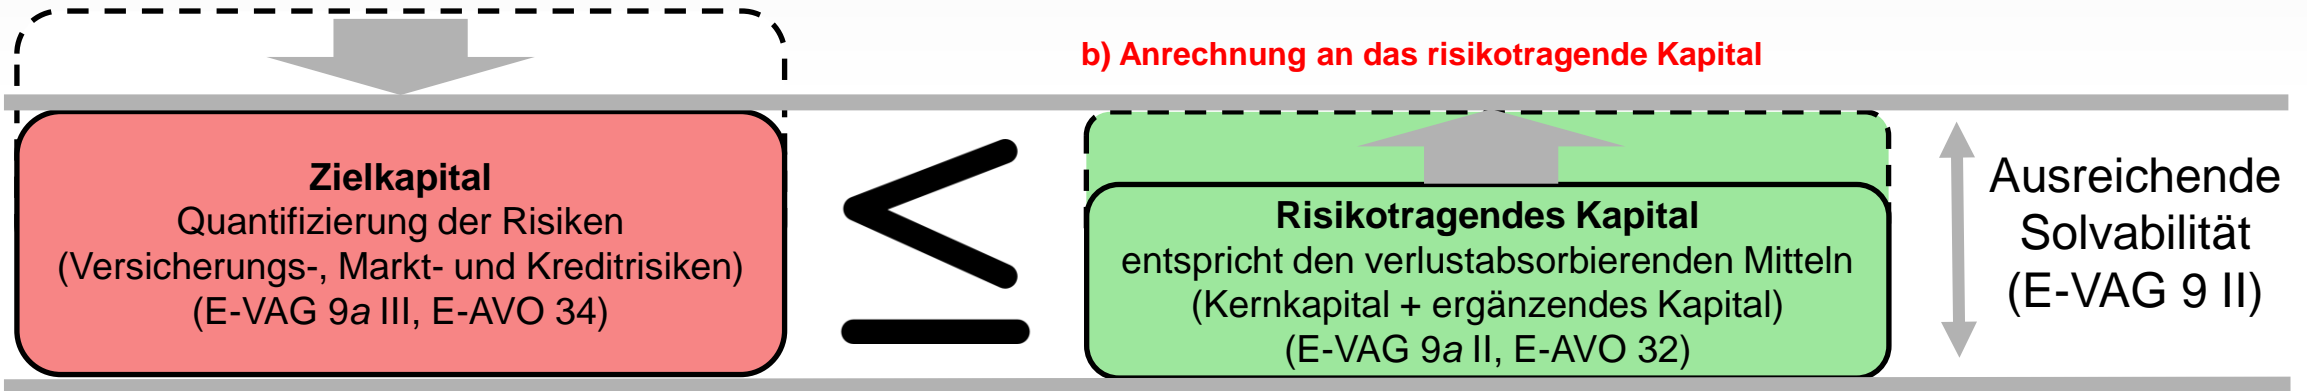 b) Anrechnung an das risikotragende Kapital
Zielkapital
Quantifizierung der Risiken
(Versicherungs-, Markt- und Kreditrisiken)
(E-VAG 9a III, E-AVO 34)
≤
Risikotragendes Kapital
entspricht den verlustabsorbierenden Mitteln
(Kernkapital + ergänzendes Kapital)
(E-VAG 9a II, E-AVO 32)
Ausreichende
Solvabilität
(E-VAG 9 II)